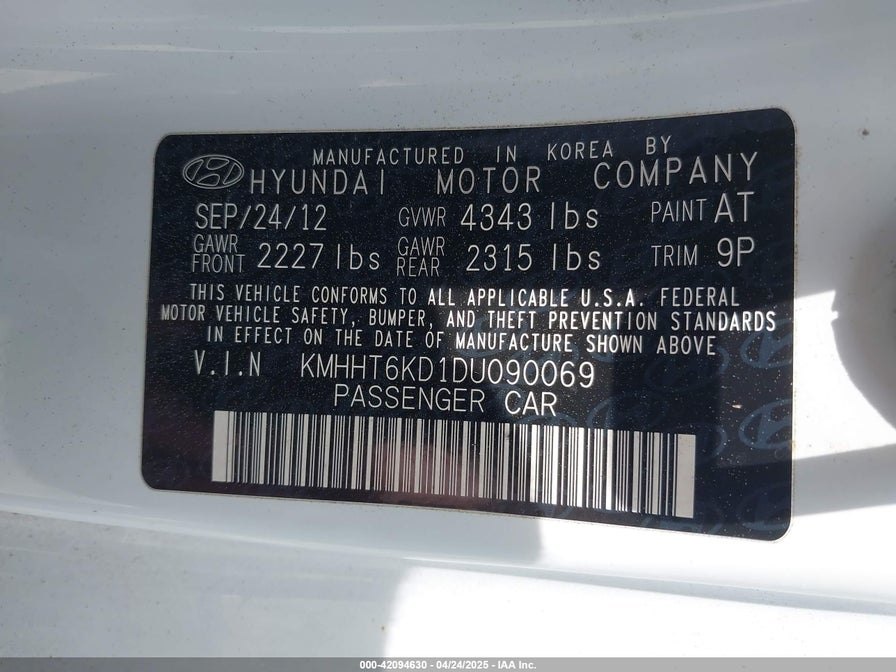 MANUFACTURED IN KOREA BY
HYUNDAI MOTOR COMPANY
SEP/24/12 GVWR 4343 lbs PAINT AT
GAWR FRONT 2227 lbs GAWR REAR 2315 lbs TRIM 9P
THIS VEHICLE CONFORMS TO ALL APPLICABLE U.S.A. FEDERAL
MOTOR VEHICLE SAFETY, BUMPER, AND THEFT PREVENTION STANDARDS
IN EFFECT ON THE DATE OF MANUFACTURE SHOWN ABOVE
V.I.N KMHHT6KD1DU090069
PASSENGER CAR
000-42094630 - 04/24/2025 - IAA Inc.